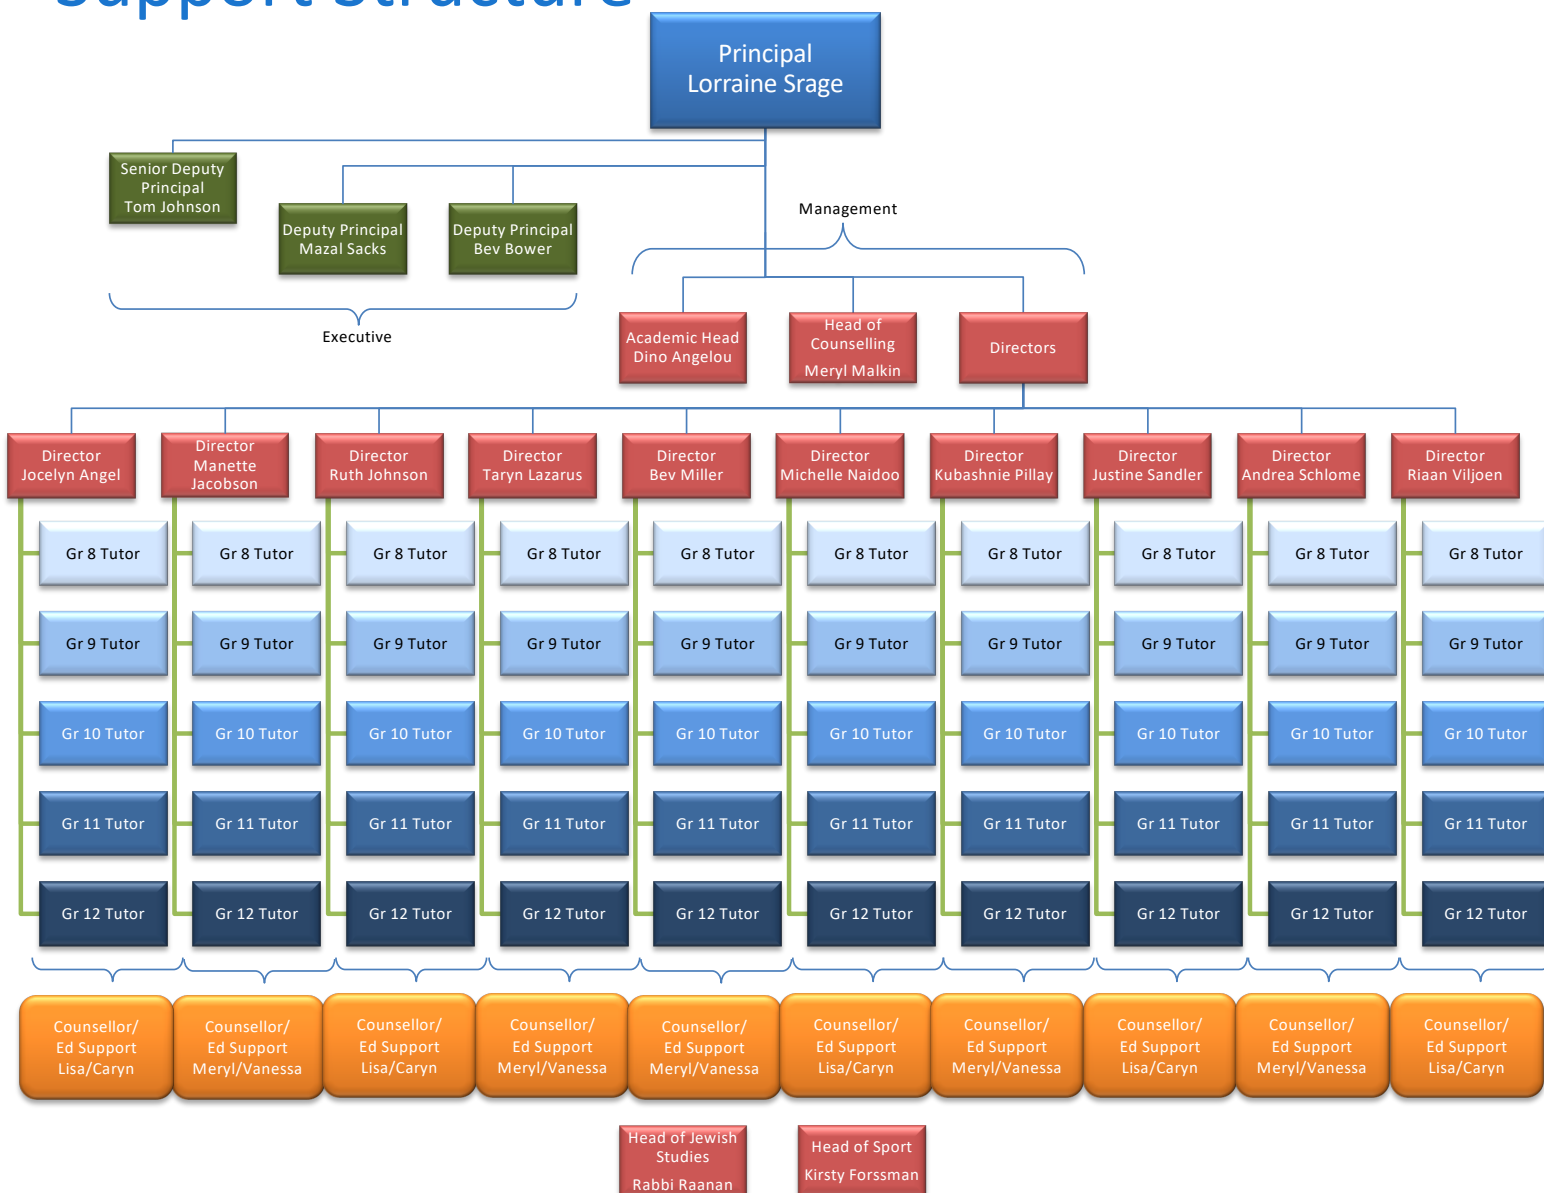 Support Structure
Principal
Lorraine Srage
Senior Deputy
Principal
Tom Johnson
Deputy Principal
Mazal Sacks
Deputy Principal
Bev Bower
Management
Executive
Academic Head
Dino Angelou
Head of
Counselling
Meryl Malkin
Directors
Director
Jocelyn Angel
Director
Manette
Jacobson
Director
Ruth Johnson
Director
Taryn Lazarus
Director
Bev Miller
Director
Michelle Naidoo
Director
Kubashnie Pillay
Director
Justine Sandler
Director
Andrea Schlome
Director
Riaan Viljoen
Gr 8 Tutor
Gr 8 Tutor
Gr 8 Tutor
Gr 8 Tutor
Gr 8 Tutor
Gr 8 Tutor
Gr 8 Tutor
Gr 8 Tutor
Gr 8 Tutor
Gr 8 Tutor
Gr 9 Tutor
Gr 9 Tutor
Gr 9 Tutor
Gr 9 Tutor
Gr 9 Tutor
Gr 9 Tutor
Gr 9 Tutor
Gr 9 Tutor
Gr 9 Tutor
Gr 9 Tutor
Gr 10 Tutor
Gr 10 Tutor
Gr 10 Tutor
Gr 10 Tutor
Gr 10 Tutor
Gr 10 Tutor
Gr 10 Tutor
Gr 10 Tutor
Gr 10 Tutor
Gr 10 Tutor
Gr 11 Tutor
Gr 11 Tutor
Gr 11 Tutor
Gr 11 Tutor
Gr 11 Tutor
Gr 11 Tutor
Gr 11 Tutor
Gr 11 Tutor
Gr 11 Tutor
Gr 11 Tutor
Gr 12 Tutor
Gr 12 Tutor
Gr 12 Tutor
Gr 12 Tutor
Gr 12 Tutor
Gr 12 Tutor
Gr 12 Tutor
Gr 12 Tutor
Gr 12 Tutor
Gr 12 Tutor
Counsellor/
Ed Support
Lisa/Caryn
Counsellor/
Ed Support
Meryl/Vanessa
Counsellor/
Ed Support
Lisa/Caryn
Counsellor/
Ed Support
Meryl/Vanessa
Counsellor/
Ed Support
Meryl/Vanessa
Counsellor/
Ed Support
Lisa/Caryn
Counsellor/
Ed Support
Meryl/Vanessa
Counsellor/
Ed Support
Lisa/Caryn
Counsellor/
Ed Support
Meryl/Vanessa
Counsellor/
Ed Support
Lisa/Caryn
Head of Jewish
Studies
Rabbi Raanan
Head of Sport
Kirsty Forssman